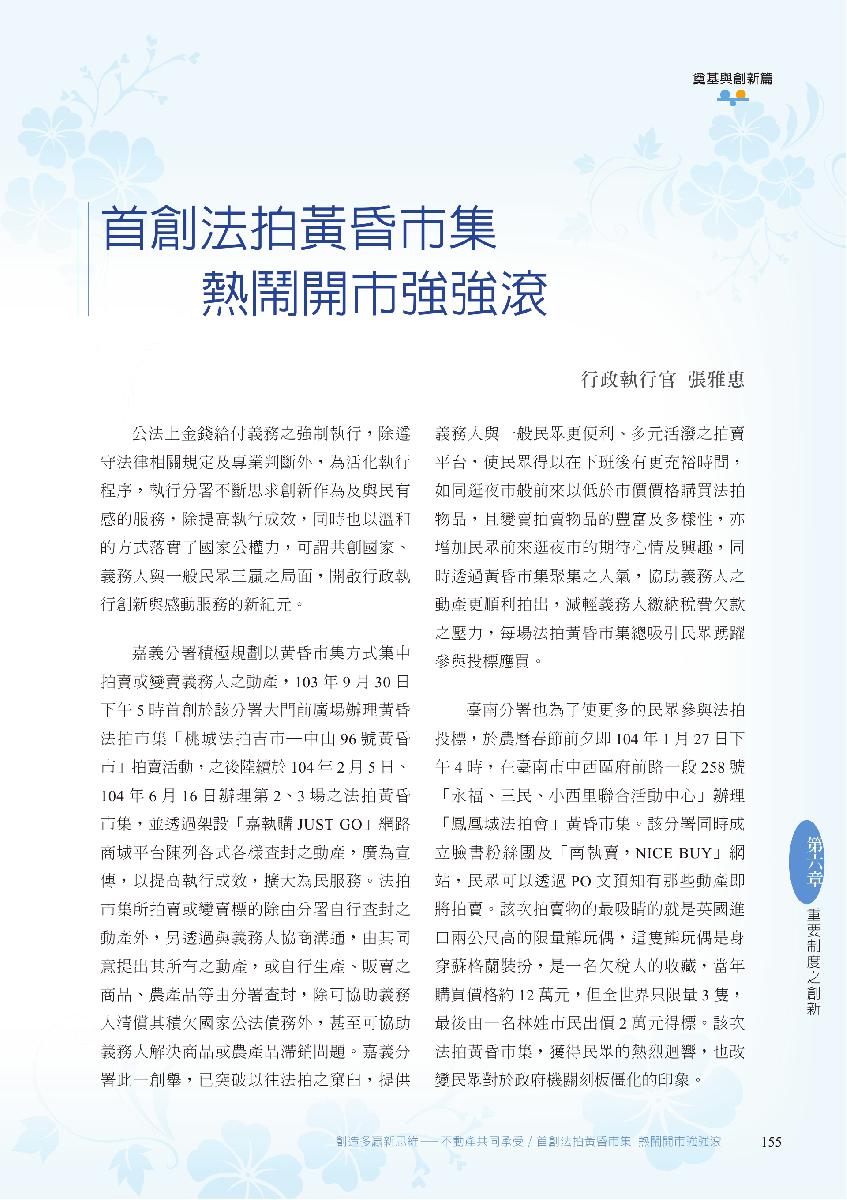 奠基與創新篇
首創法拍黃昏市集
熱鬧開市強強滾
行政執行官 張雅惠
公法上金錢給付義務之強制執行，除遵
守法律相關規定及專業判斷外，為活化執行
程序，執行分署不斷思求創新作為及與民有
感的服務，除提高執行成效，同時也以溫和
的方式落實了國家公權力，可謂共創國家、
義務人與一般民眾三贏之局面，開啟行政執
行創新與感動服務的新紀元。
嘉義分署積極規劃以黃昏市集方式集中
拍賣或變賣義務人之動產，103 年 9 月 30 日
下午 5 時首創於該分署大門前廣場辦理黃昏
法拍市集「桃城法拍吉市—中山 96 號黃昏
市」拍賣活動，之後陸續於 104 年 2 月 5 日、
104 年 6 月 16 日辦理第 2、3 場之法拍黃昏
市集，並透過架設「嘉執購 JUST GO」網路
商城平台陳列各式各樣查封之動產，廣為宣
傳，以提高執行成效，擴大為民服務。法拍
市集所拍賣或變賣標的除由分署自行查封之
動產外，另透過與義務人協商溝通，由其同
意提出其所有之動產，或自行生產、販賣之
商品、農產品等由分署查封，除可協助義務
人清償其積欠國家公法債務外，甚至可協助
義務人解決商品或農產品滯銷問題。嘉義分
署此一創舉，已突破以往法拍之窠臼，提供
義務人與一般民眾更便利、多元活潑之拍賣
平台，使民眾得以在下班後有更充裕時間，
如同逛夜市般前來以低於市價價格購買法拍
物品，且變賣拍賣物品的豐富及多樣性，亦
增加民眾前來逛夜市的期待心情及興趣，同
時透過黃昏市集聚集之人氣，協助義務人之
動產更順利拍出，減輕義務人繳納稅費欠款
之壓力，每場法拍黃昏市集總吸引民眾踴躍
參與投標應買。
臺南分署也為了使更多的民眾參與法拍
投標，於農曆春節前夕即 104 年 1 月 27 日下
午 4 時，在臺南市中西區府前路一段 258 號
「永福、三民、小西里聯合活動中心」辦理
「鳳凰城法拍會」黃昏市集。該分署同時成
立臉書粉絲團及「南執賣，NICE BUY」網
站，民眾可以透過 PO 文預知有那些動產即
將拍賣。該次拍賣物的最吸睛的就是英國進
口兩公尺高的限量熊玩偶，這隻熊玩偶是身
穿蘇格蘭裝扮，是一名欠稅人的收藏，當年
購買價格約 12 萬元，但全世界只限量 3 隻，
最後由一名林姓市民出價 2 萬元得標。該次
法拍黃昏市集，獲得民眾的熱烈迴響，也改
變民眾對於政府機關刻板僵化的印象。
第六章
重要制度之創新
創造多贏新思維——不動產共同承受 / 首創法拍黃昏市集 熱鬧開市強強滾
155